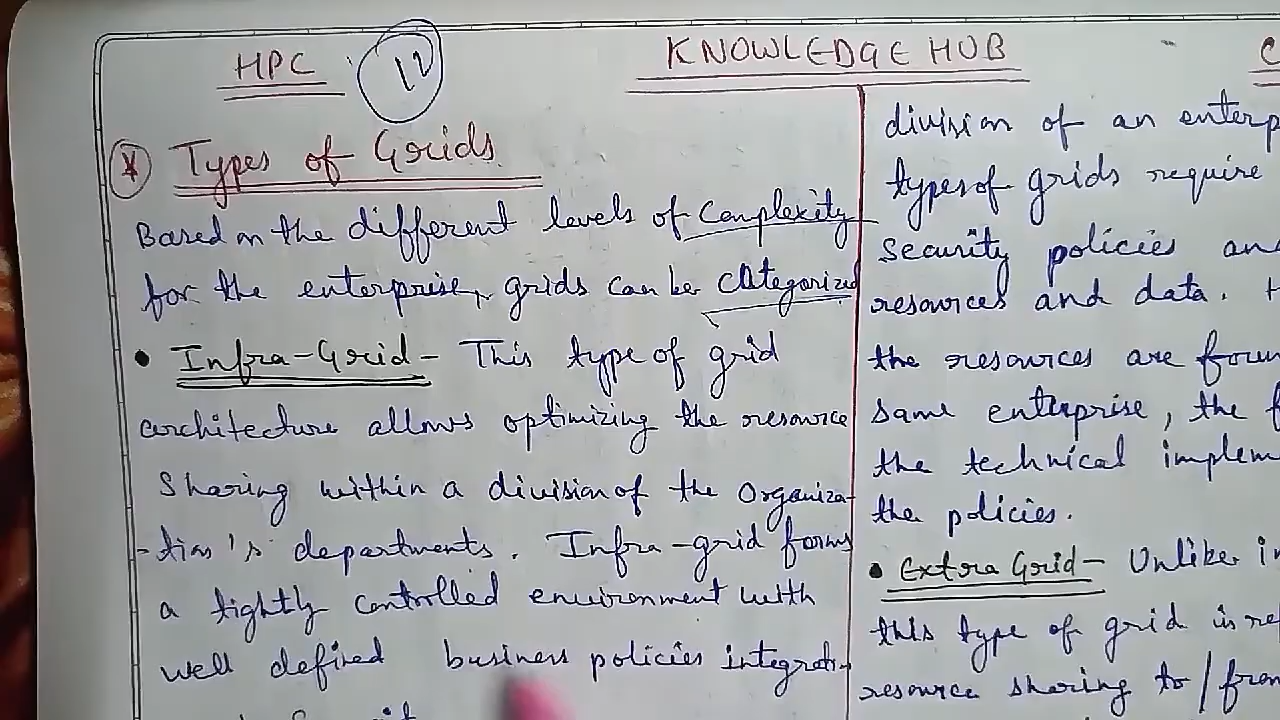 HPC
12
KNOWLEDGE HUB
C
* Types of Grids
Based on the different levels of Complexity
for the enterprise, grids can be Categorized
• Infra-Grid - This type of grid
architecture allows optimizing the resource
Sharing within a division of the Organiza-
-tion's departments. Infra-grid forms
a tightly controlled environment with
well defined business policies integrati-
division of an enterp
types of grids require
Security policies an
resources and data. H
the resources are foun
same enterprise, the f
the technical implem
the policies.
• Extra Grid - Unlike in
this type of grid is re
resource sharing to/from